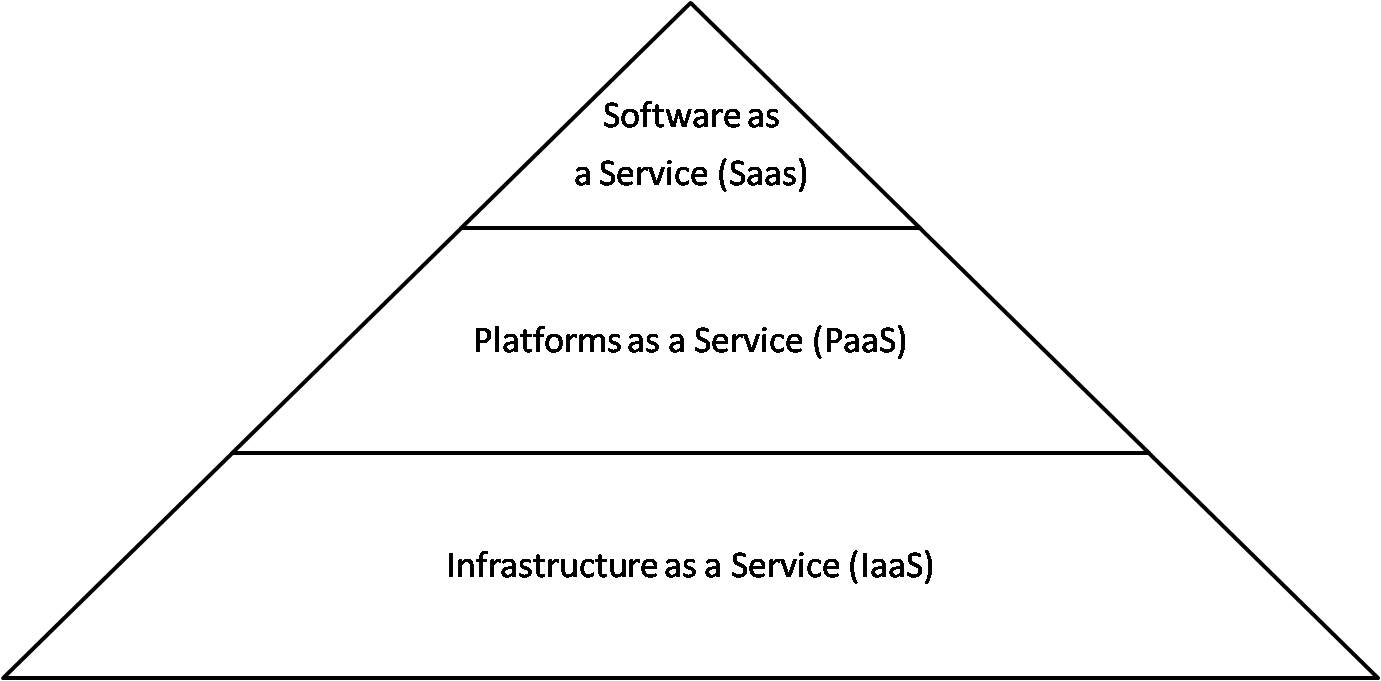 Software as
a Service (Saas)
Platforms as a Service (PaaS)
Infrastructure as a Service (IaaS)